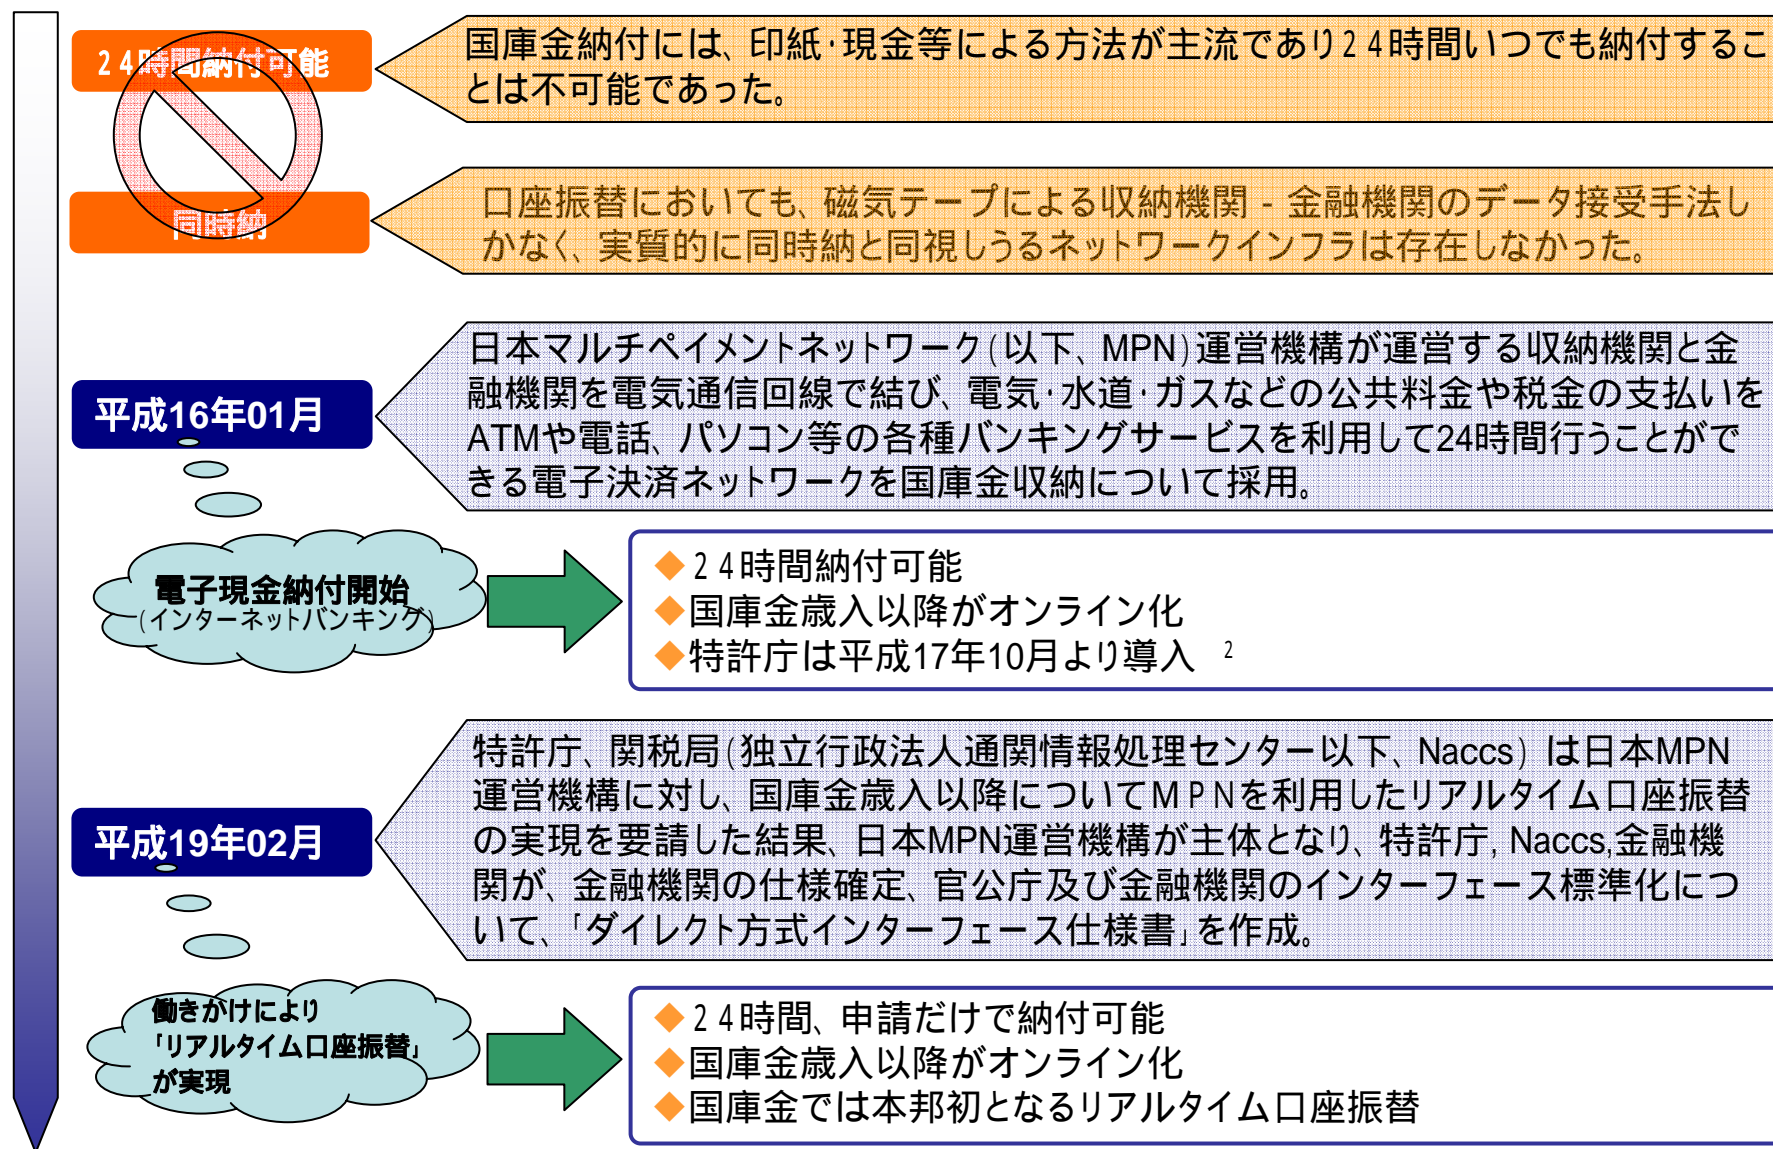 24時間納付可能
国庫金納付には、印紙・現金等による方法が主流であり24時間いつでも納付するこ
とは不可能であった。
同時納
口座振替においても、磁気テープによる収納機関 - 金融機関のデータ接受手法し
かなく、実質的に同時納と同視しうるネットワークインフラは存在しなかった。
平成16年01月
日本マルチペイメントネットワーク(以下、MPN)運営機構が運営する収納機関と金
融機関を電気通信回線で結び、電気・水道・ガスなどの公共料金や税金の支払いを
ATMや電話、パソコン等の各種バンキングサービスを利用して24時間行うことがで
きる電子決済ネットワークを国庫金収納について採用。
電子現金納付開始
(インターネットバンキング)
◆24時間納付可能
◆国庫金歳入以降がオンライン化
◆特許庁は平成17年10月より導入 2
平成19年02月
特許庁、関税局(独立行政法人通関情報処理センター以下、Naccs) は日本MPN
運営機構に対し、国庫金歳入以降についてMPNを利用したリアルタイム口座振替
の実現を要請した結果、日本MPN運営機構が主体となり、特許庁, Naccs,金融機
関が、金融機関の仕様確定、官公庁及び金融機関のインターフェース標準化につ
いて、「ダイレクト方式インターフェース仕様書」を作成。
働きかけにより
「リアルタイム口座振替」
が実現
◆24時間、申請だけで納付可能
◆国庫金歳入以降がオンライン化
◆国庫金では本邦初となるリアルタイム口座振替